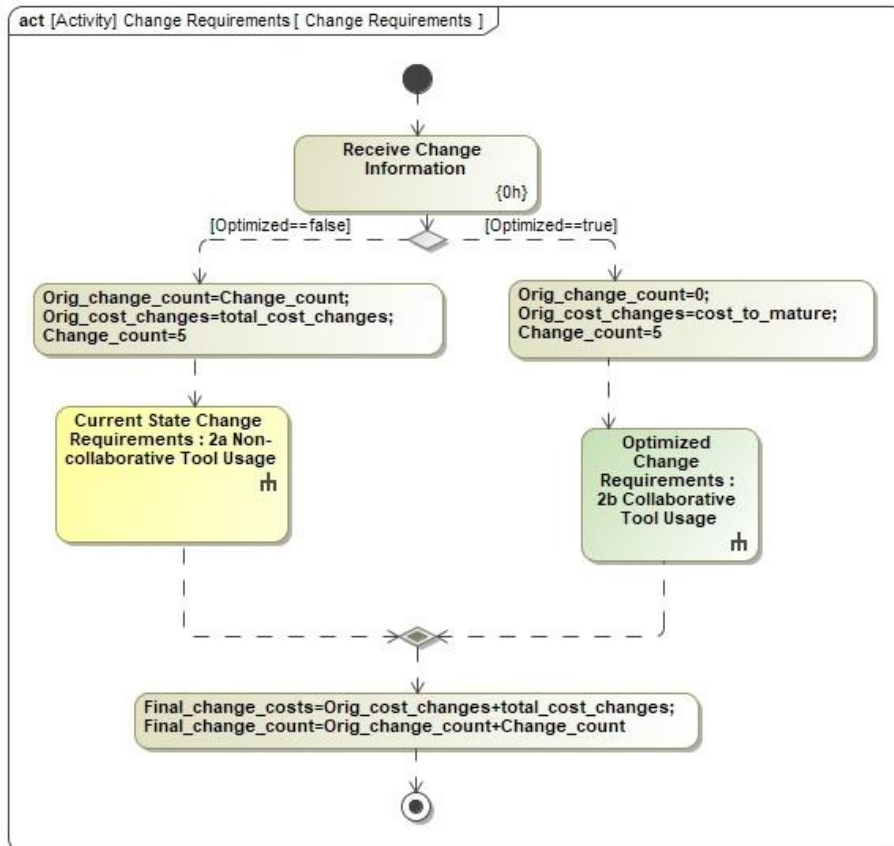 act [Activity] Change Requirements [ Change Requirements ]
Receive Change
Information
{0h}
[Optimized==false]
[Optimized==true]
Orig_change_count=Change_count;
Orig_cost_changes=total_cost_changes;
Change_count=5
Orig_change_count=0;
Orig_cost_changes=cost_to_mature;
Change_count=5
Current State Change
Requirements : 2a Non-
collaborative Tool Usage
Optimized
Change
Requirements :
2b Collaborative
Tool Usage
Final_change_costs=Orig_cost_changes+total_cost_changes;
Final_change_count=Orig_change_count+Change_count